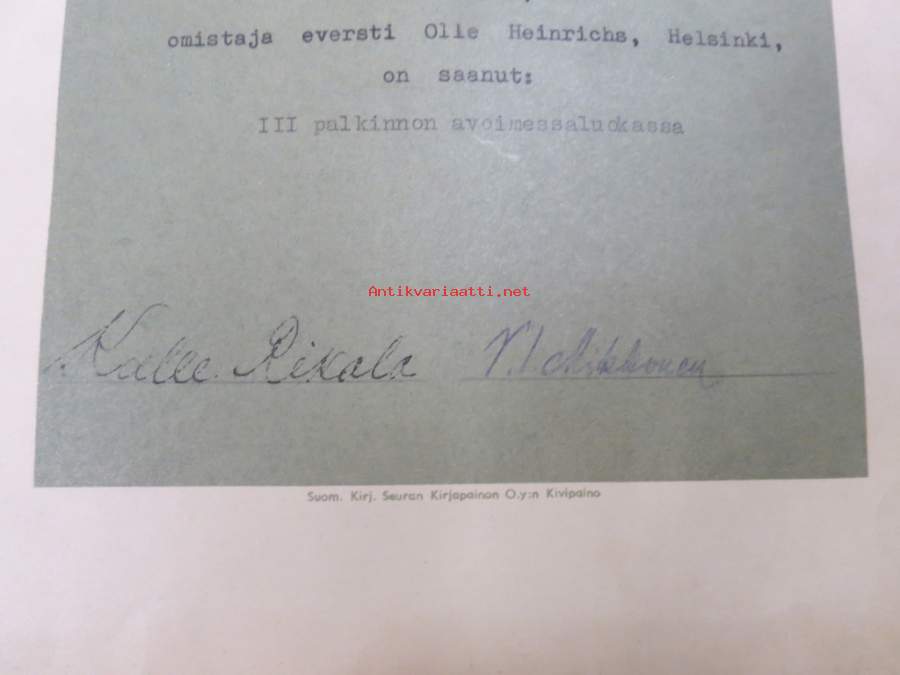 omistaja eversti Olle Heinrichs, Helsinki,
on saanut:
III palkinnon avoimessaluokassa
Antikvariaatti.net
Kalle Rikala
Suom. Kirj. Seuran Kirjapainon O.y:n Kivipaino